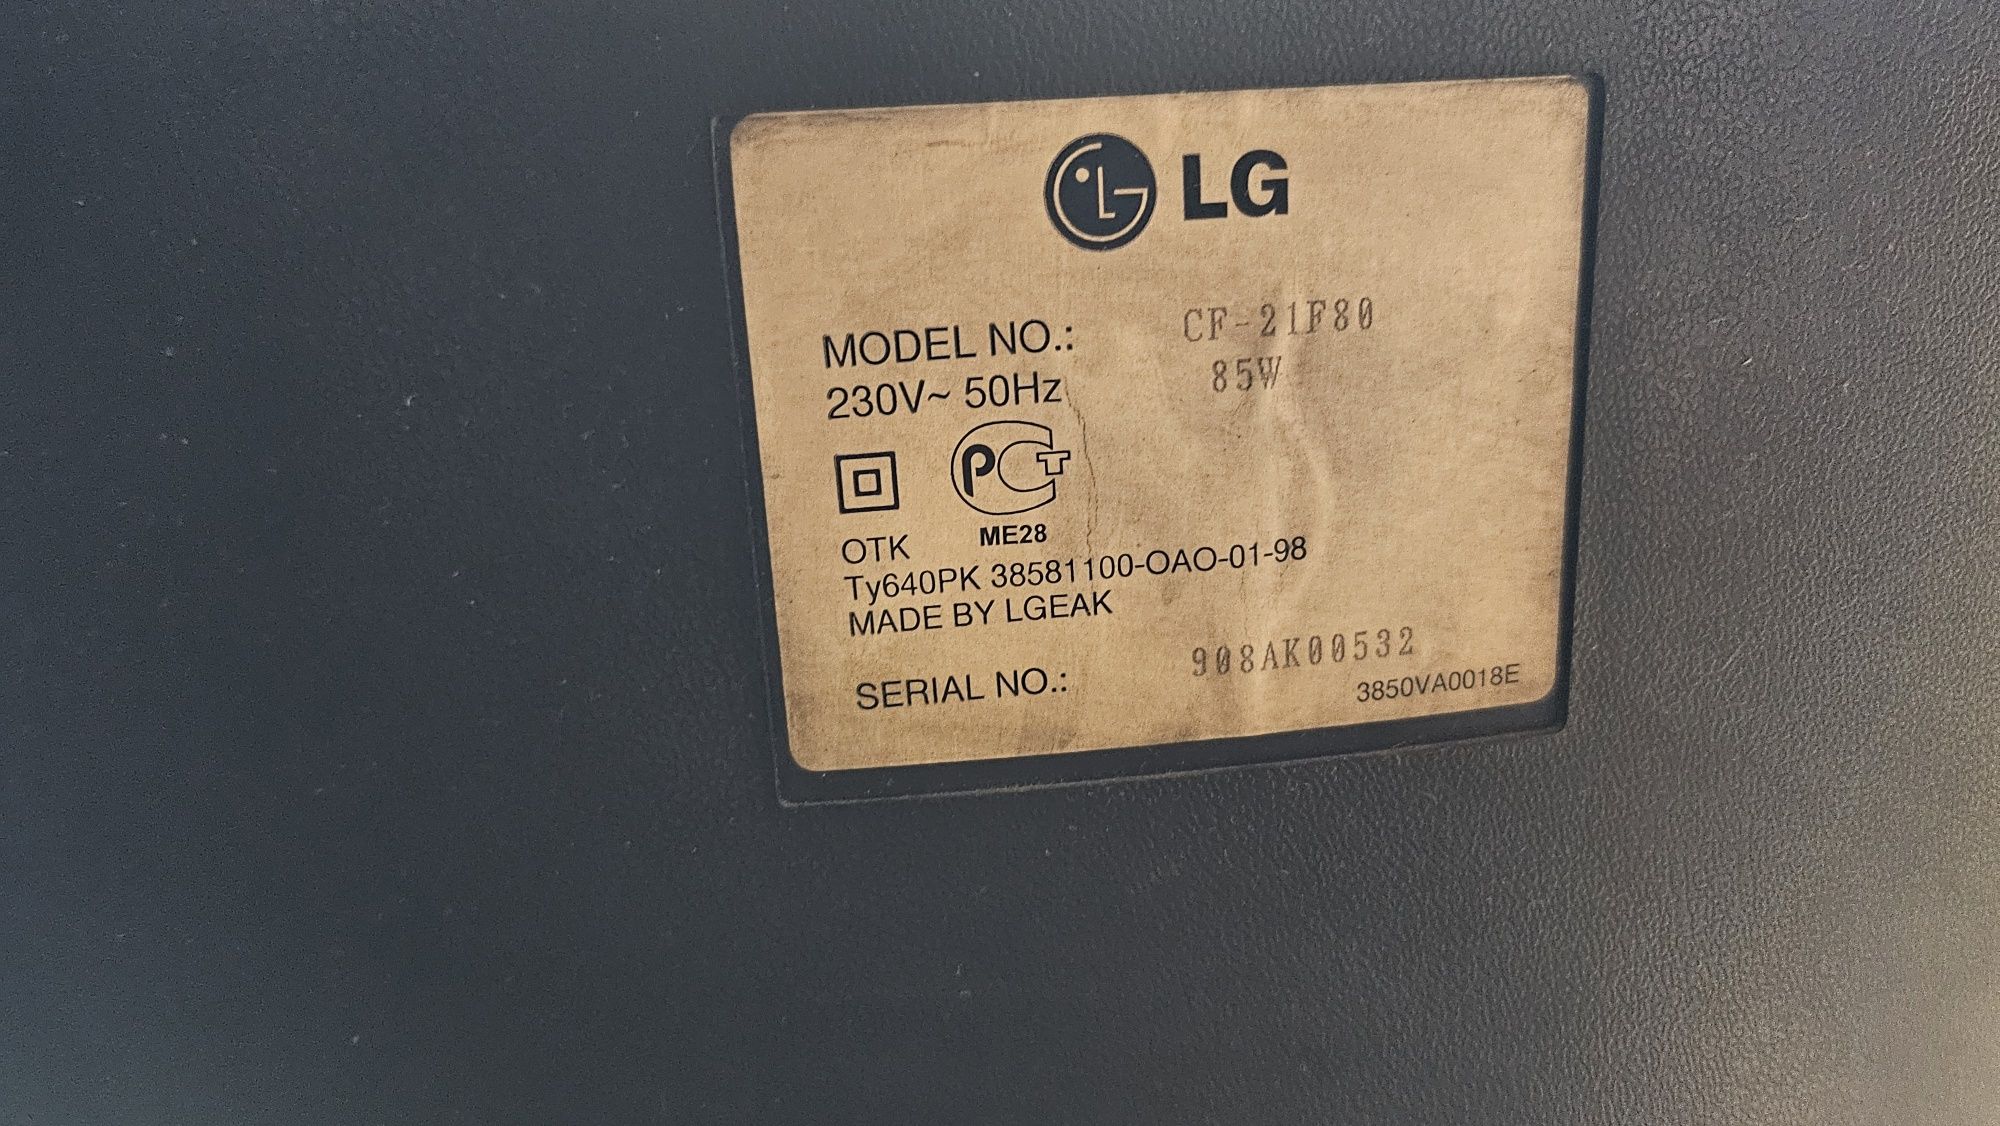 LG
MODEL NO.: CF-21F80
230V~ 50Hz 85W
РСТ
ME28
OTK
Ty640PK 38581100-OAO-01-98
MADE BY LGEAK
SERIAL NO.: 908AK00532
3850VA0018E